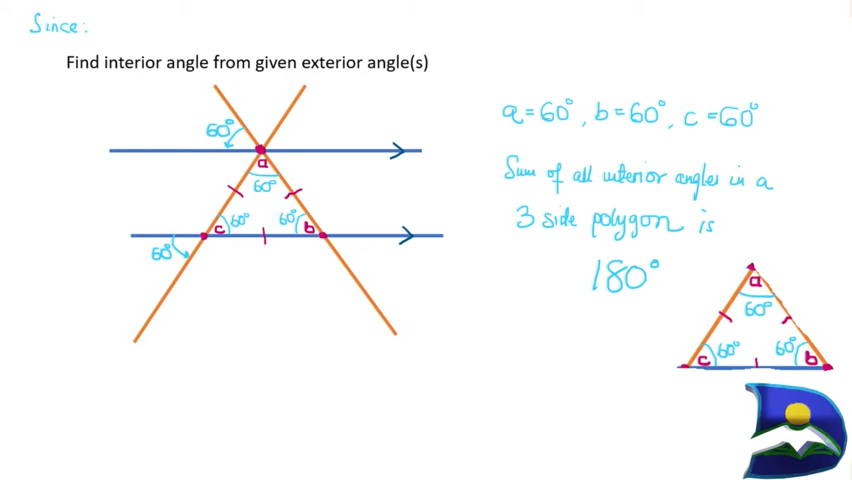 Since:
Find interior angle from given exterior angle(s)
60°
a
60°
c 60°
60° b
60°
a = 60°, b = 60°, c = 60°
Sum of all interior angles in a
3 side polygon is
180°
a
60°
c 60°
60° b